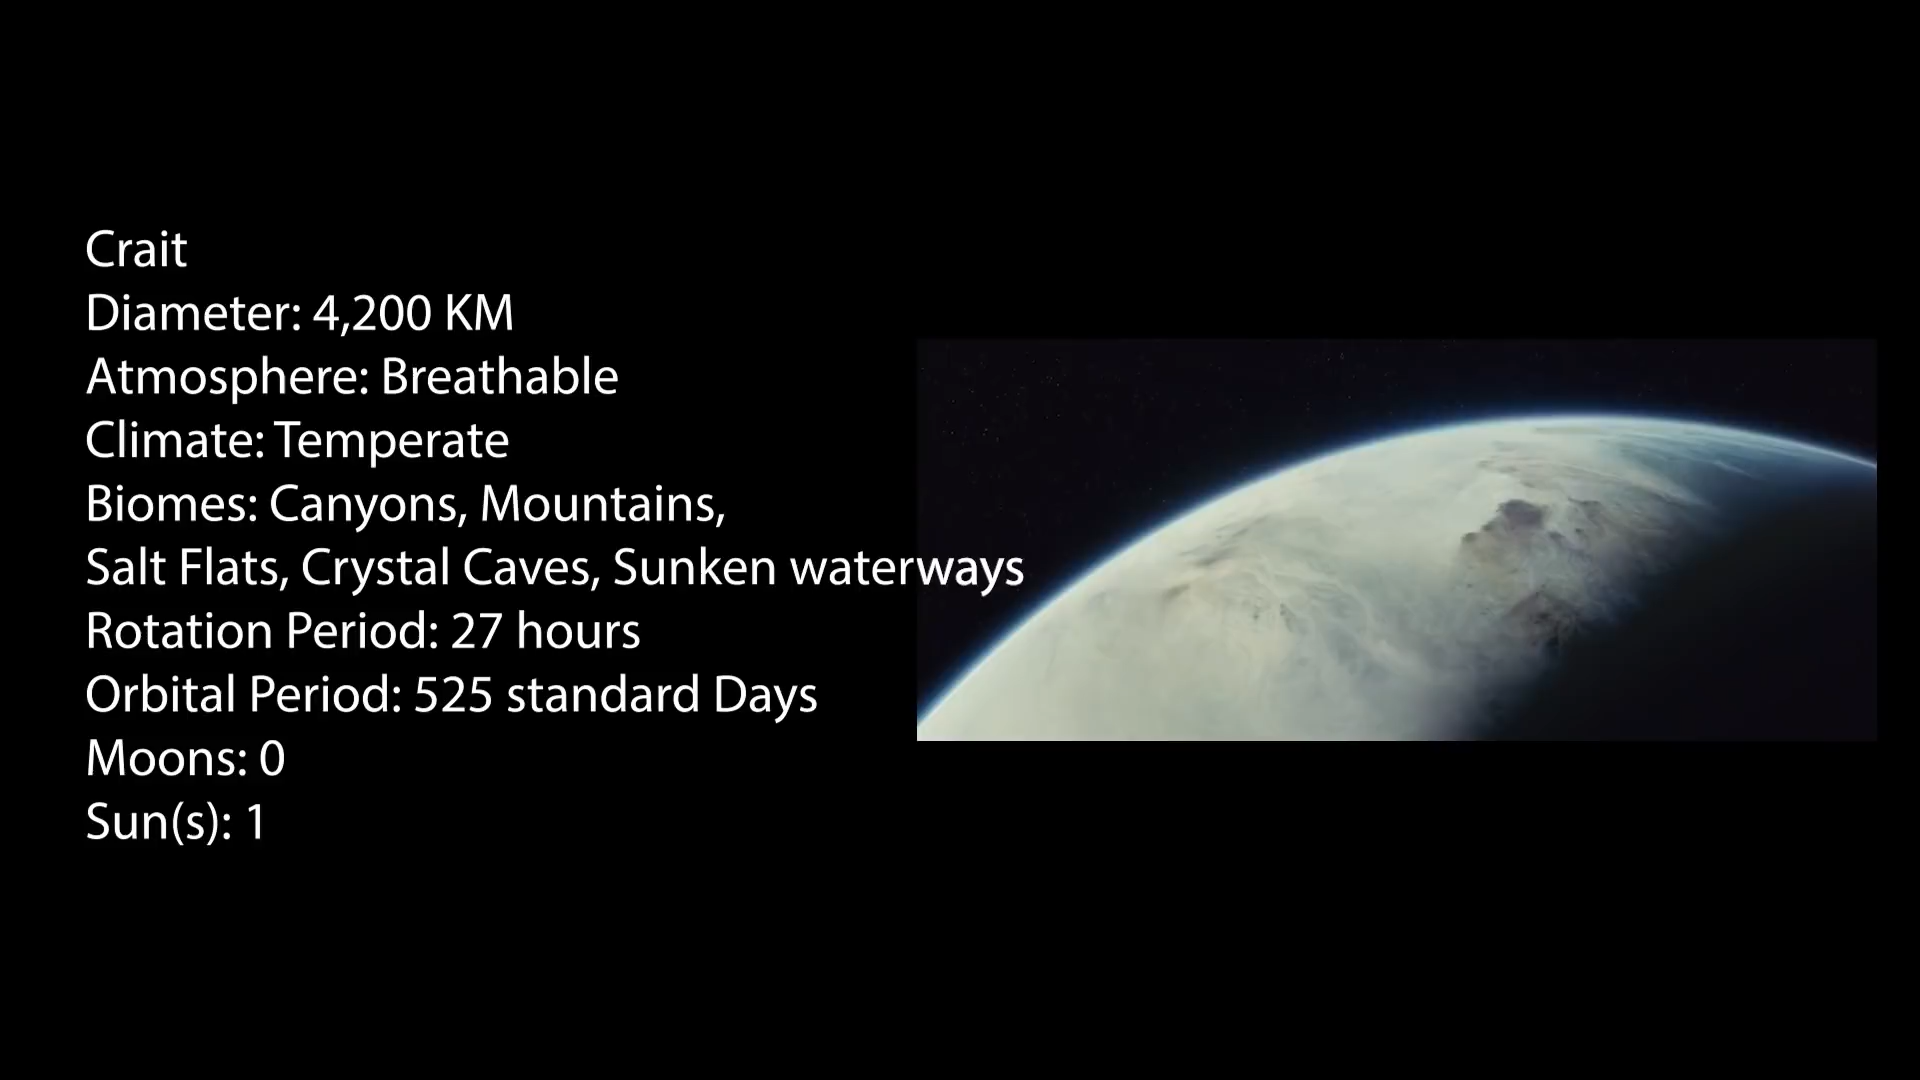 Crait
Diameter: 4,200 KM
Atmosphere: Breathable
Climate: Temperate
Biomes: Canyons, Mountains,
Salt Flats, Crystal Caves, Sunken waterways
Rotation Period: 27 hours
Orbital Period: 525 standard Days
Moons: 0
Sun(s): 1